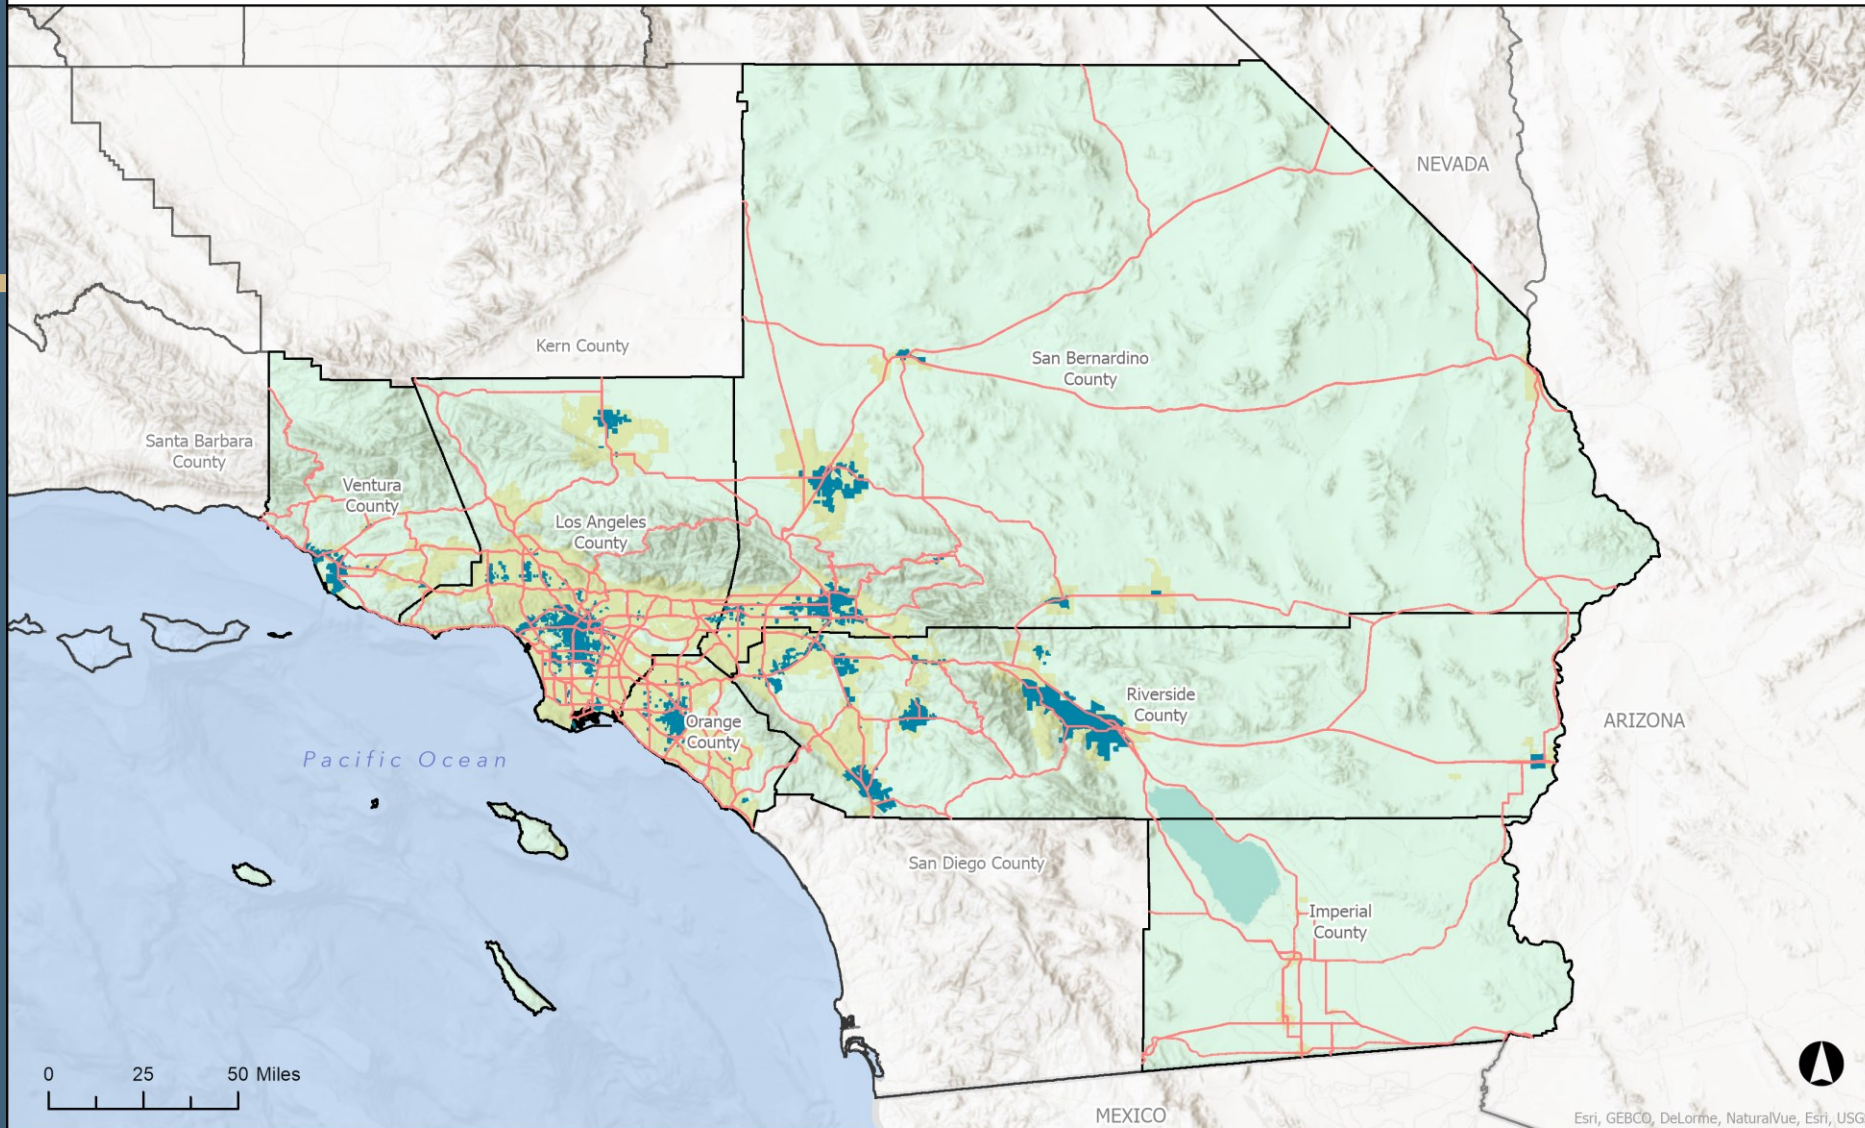 NEVADA
Kern County
San Bernardino
County
Santa Barbara
County
Ventura
County
Los Angeles
County
Riverside
County
ARIZONA
Orange
County
Pacific Ocean
San Diego County
Imperial
County
0 25 50 Miles
MEXICO
Esri, GEBCO, DeLorme, NaturalVue, Esri, USG